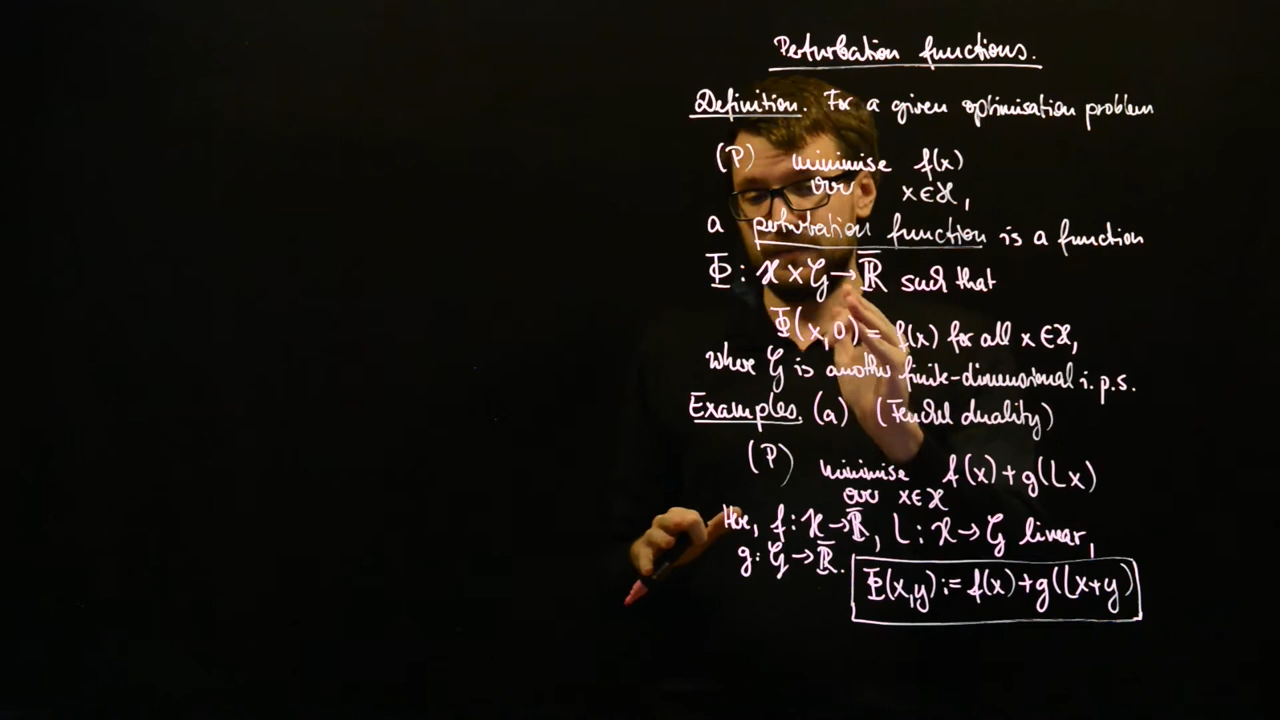 Perturbation functions.
Definition. For a given optimisation problem
(P) minimise f(x)
over x∈𝓗,
a perturbation function is a function
Φ: 𝓗 × 𝓖 → ℝ̅ such that
Φ(x,0) = f(x) for all x∈𝓗,
where 𝓖 is another finite-dimensional i.p.s.
Examples. (a) (Fenchel duality)
(P) minimise f(x)+g(Lx)
over x∈𝓗
Here, f: 𝓗 → ℝ̅, L: 𝓗 → 𝓖 linear,
g: 𝓖 → ℝ̅. Φ(x,y) := f(x)+g(Lx+y)